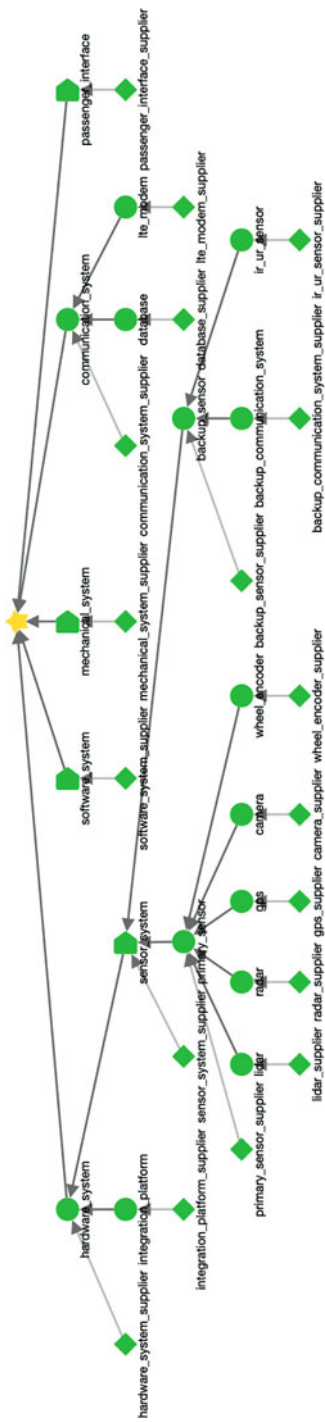 passenger_interface
passenger_interface_supplier
communication_system
lte_modem
lte_modem_supplier
database
database_supplier
communication_system_supplier
mechanical_system
mechanical_system_supplier
software_system
software_system_supplier
hardware_system
hardware_system_supplier
integration_platform
integration_platform_supplier
sensor_system
sensor_system_supplier
primary_sensor
primary_sensor_supplier
lidar
lidar_supplier
radar
radar_supplier
gps
gps_supplier
camera
camera_supplier
wheel_encoder
wheel_encoder_supplier
backup_sensor
backup_sensor_supplier
backup_communication_system
backup_communication_system_supplier
ir_ur_sensor
ir_ur_sensor_supplier